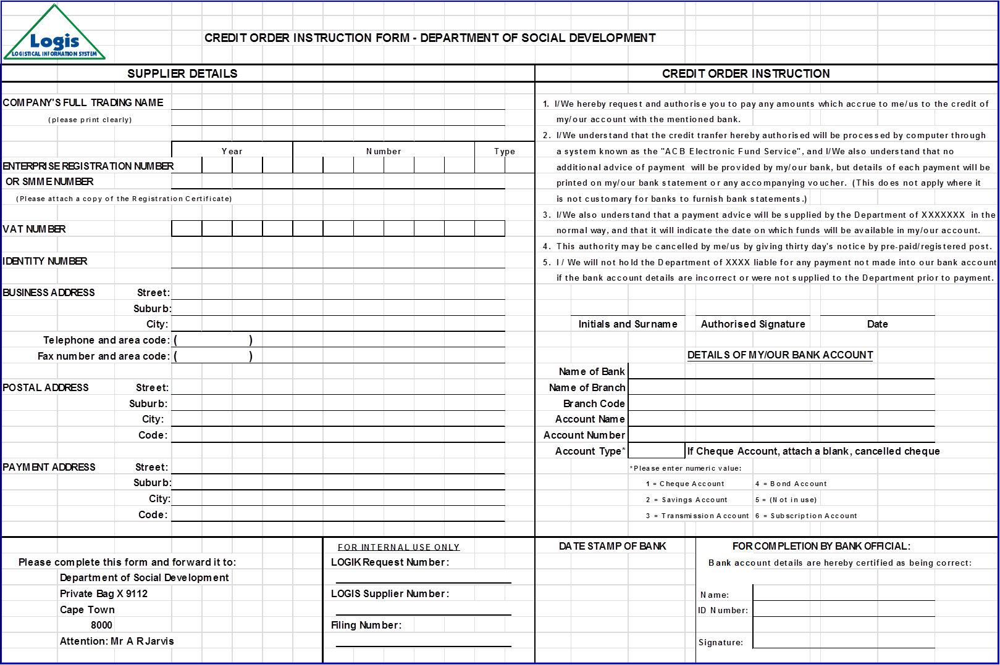 Logis
LOGISTICAL INFORMATION SYSTEM
CREDIT ORDER INSTRUCTION FORM - DEPARTMENT OF SOCIAL DEVELOPMENT
SUPPLIER DETAILS
COMPANY'S FULL TRADING NAME
(please print clearly)
Year Number Type
ENTERPRISE REGISTRATION NUMBER
OR SMME NUMBER
(Please attach a copy of the Registration Certificate)
VAT NUMBER
IDENTITY NUMBER
BUSINESS ADDRESS Street:
Suburb:
City:
Telephone and area code: ( )
Fax number and area code: ( )
POSTAL ADDRESS Street:
Suburb:
City:
Code:
PAYMENT ADDRESS Street:
Suburb:
City:
Code:
CREDIT ORDER INSTRUCTION
1. I/We hereby request and authorise you to pay any amounts which accrue to me/us to the credit of
my/our account with the mentioned bank.
2. I/We understand that the credit tranfer hereby authorised will be processed by computer through
a system known as the "ACB Electronic Fund Service", and I/We also understand that no
additional advice of payment will be provided by my/our bank, but details of each payment will be
printed on my/our bank statement or any accompanying voucher. (This does not apply where it
is not customary for banks to furnish bank statements.)
3. I/We also understand that a payment advice will be supplied by the Department of XXXXXXX in the
normal way, and that it will indicate the date on which funds will be available in my/our account.
4. This authority may be cancelled by me/us by giving thirty day's notice by pre-paid/registered post.
5. I / We will not hold the Department of XXXX liable for any payment not made into our bank account
if the bank account details are incorrect or were not supplied to the Department prior to payment.
Initials and Surname Authorised Signature Date
DETAILS OF MY/OUR BANK ACCOUNT
Name of Bank
Name of Branch
Branch Code
Account Name
Account Number
Account Type* If Cheque Account, attach a blank, cancelled cheque
*Please enter numeric value:
1 = Cheque Account 4 = Bond Account
2 = Savings Account 5 = (Not in use)
3 = Transmission Account 6 = Subscription Account
Please complete this form and forward it to:
Department of Social Development
Private Bag X 9112
Cape Town
8000
Attention: Mr A R Jarvis
FOR INTERNAL USE ONLY
LOGIK Request Number:
LOGIS Supplier Number:
Filing Number:
DATE STAMP OF BANK
FOR COMPLETION BY BANK OFFICIAL:
Bank account details are hereby certified as being correct:
Name:
ID Number:
Signature: